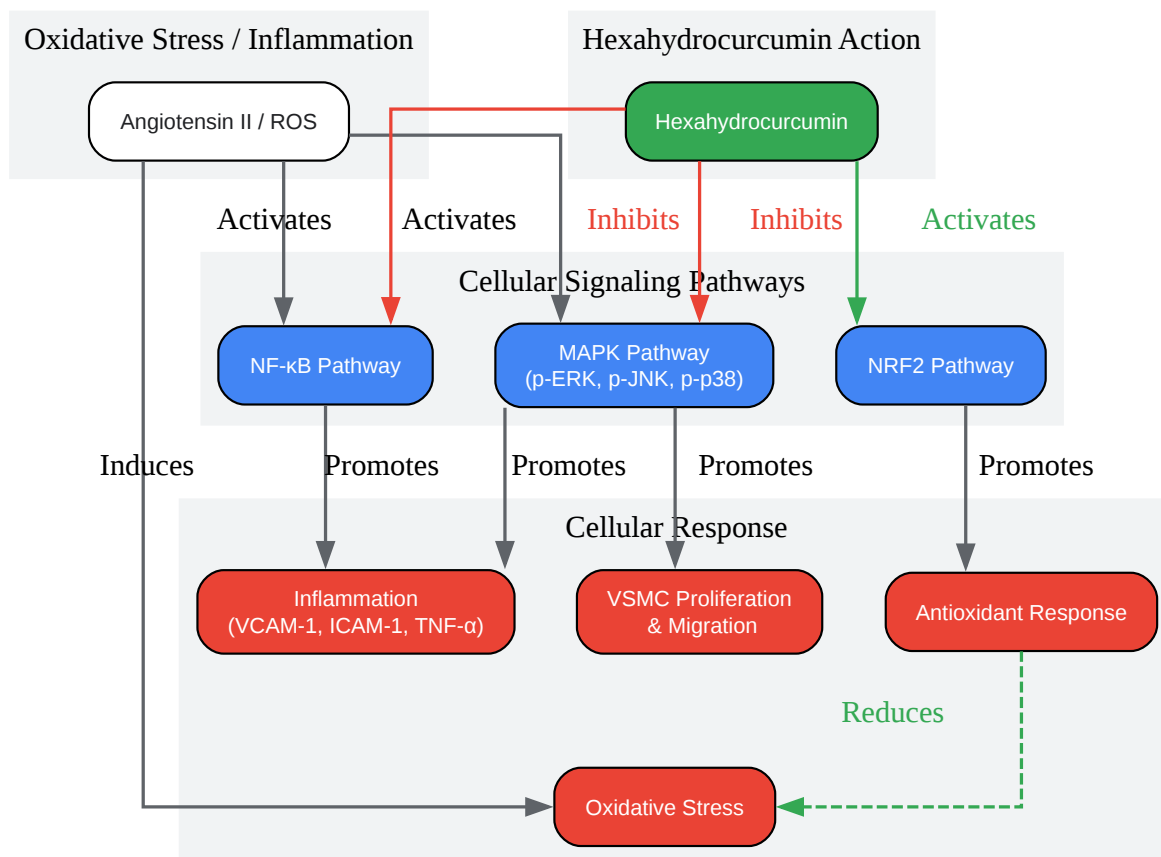 Oxidative Stress / Inflammation
Hexahydrocurcumin Action
Angiotensin II / ROS
Hexahydrocurcumin
Activates
Activates
Inhibits
Inhibits
Activates
Cellular Signaling Pathways
NF-κB Pathway
MAPK Pathway
(p-ERK, p-JNK, p-p38)
NRF2 Pathway
Induces
Promotes
Promotes
Promotes
Promotes
Cellular Response
Inflammation
(VCAM-1, ICAM-1, TNF-α)
VSMC Proliferation
& Migration
Antioxidant Response
Reduces
Oxidative Stress